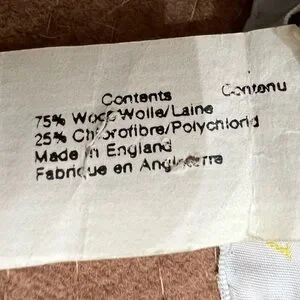 Contents Contenu
75% Wool/Wolle/Laine
25% Chlorofibre/Polychlorid
Made in England
Fabrique en Angleterre